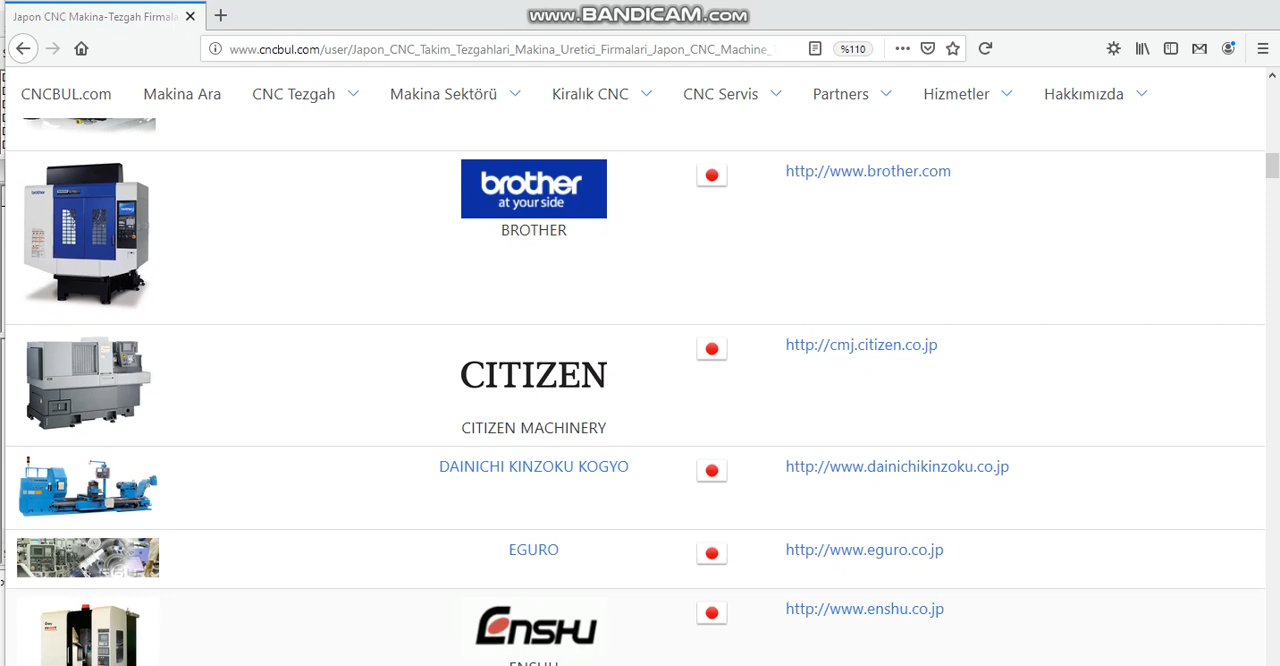 www.BANDICAM.com
Japon CNC Makina-Tezgah Firmala
www.cncbul.com/user/Japon_CNC_Takim_Tezgahlari_Makina_Uretici_Firmalari_Japon_CNC_Machine_
%110
CNCBUL.com Makina Ara CNC Tezgah Makina Sektörü Kiralık CNC CNC Servis Partners Hizmetler Hakkımızda
brother
at your side
BROTHER
http://www.brother.com
CITIZEN
CITIZEN MACHINERY
http://cmj.citizen.co.jp
DAINICHI KINZOKU KOGYO
http://www.dainichikinzoku.co.jp
EGURO
http://www.eguro.co.jp
ENSHU
ENSHU
http://www.enshu.co.jp